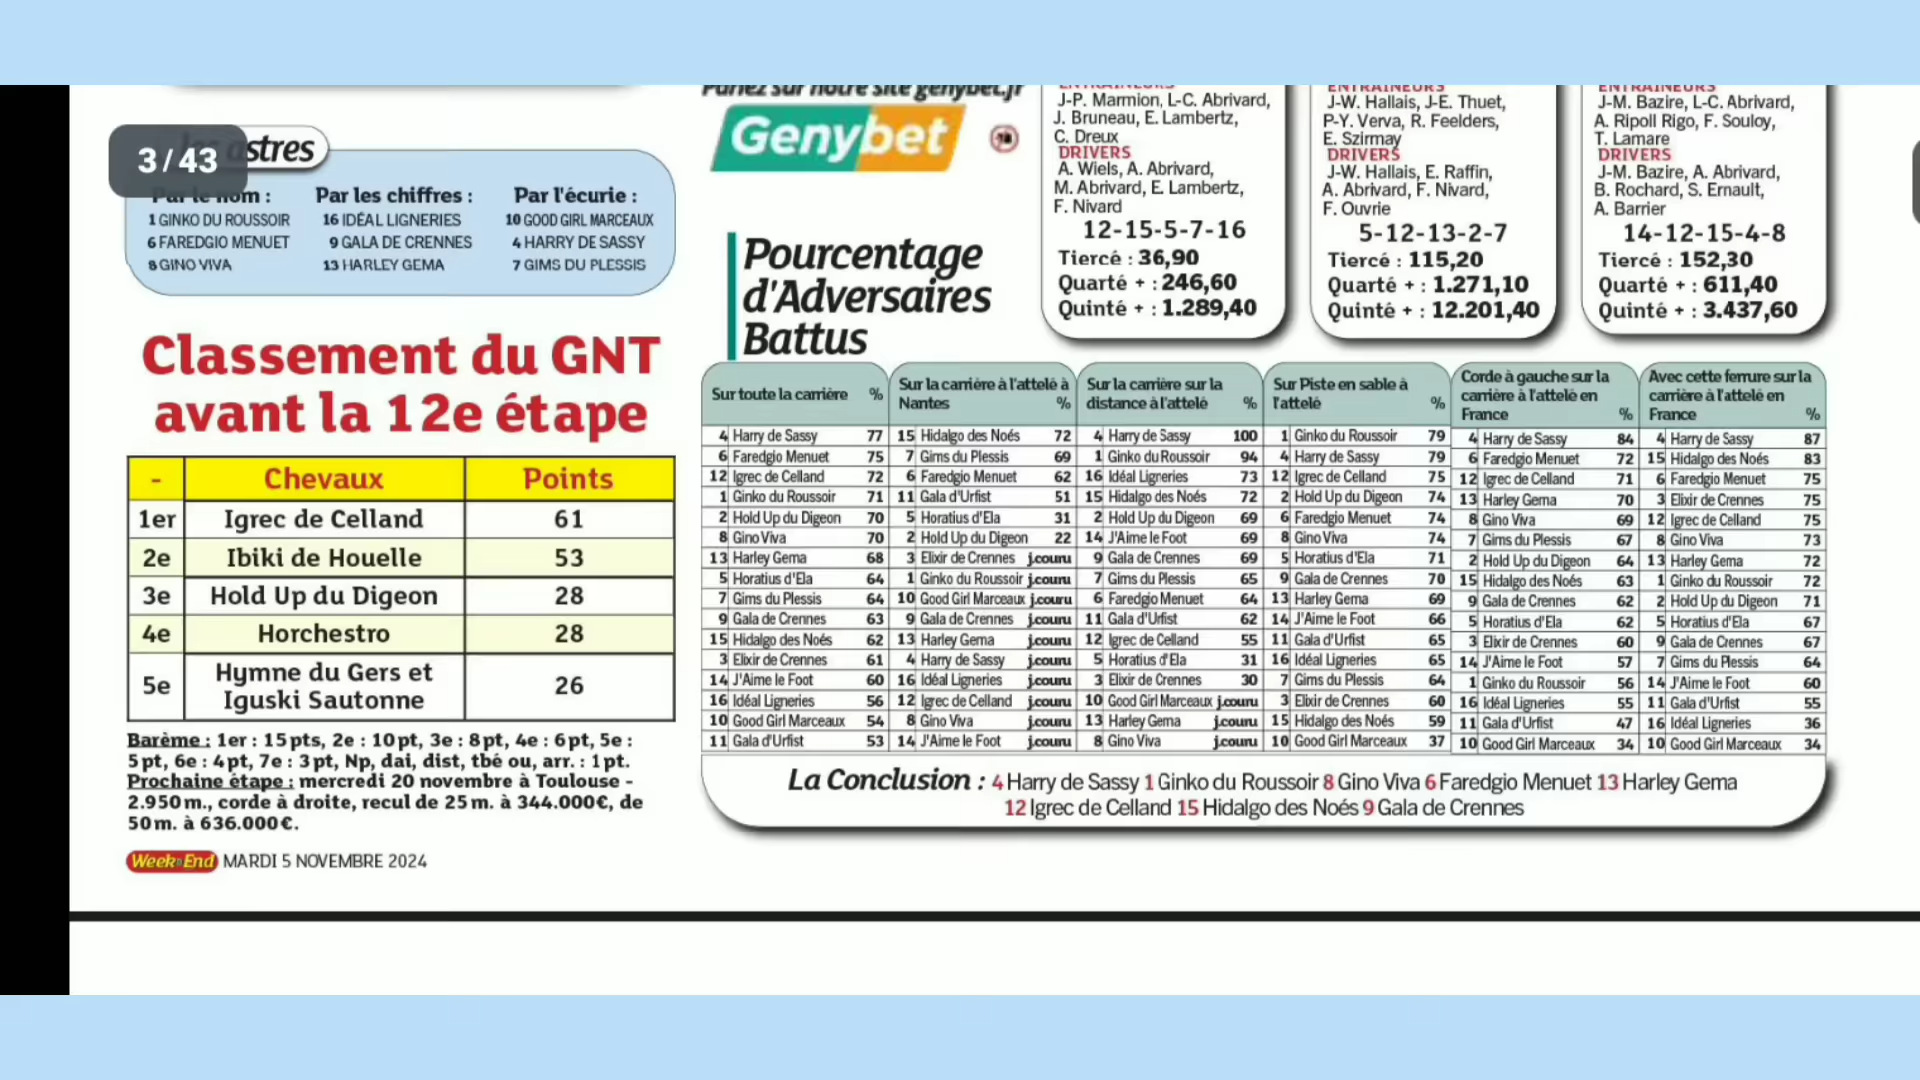 3/43
stres
Par le nom :
1 GINKO DU ROUSSOIR
6 FAREDGIO MENUET
8 GINO VIVA
Par les chiffres :
16 IDÉAL LIGNERIES
9 GALA DE CRENNES
13 HARLEY GEMA
Par l'écurie :
10 GOOD GIRL MARCEAUX
4 HARRY DE SASSY
7 GIMS DU PLESSIS
Classement du GNT
avant la 12e étape
- Chevaux Points
1er Igrec de Celland 61
2e Ibiki de Houelle 53
3e Hold Up du Digeon 28
4e Horchestro 28
5e Hymne du Gers et
Iguski Sautonne 26
Barème : 1er : 15 pts, 2e : 10 pt, 3e : 8 pt, 4e : 6 pt, 5e :
5 pt, 6e : 4 pt, 7e : 3 pt, Np, dai, dist, tbé ou, arr. : 1 pt.
Prochaine étape : mercredi 20 novembre à Toulouse -
2.950 m., corde à droite, recul de 25 m. à 344.000€, de
50 m. à 636.000€.
Week-End MARDI 5 NOVEMBRE 2024
Pariez sur notre site genybet.fr
Genybet
18
ENTRAINEURS
J-P. Marmion, L-C. Abrivard,
J. Bruneau, E. Lambertz,
C. Dreux
DRIVERS
A. Wiels, A. Abrivard,
M. Abrivard, E. Lambertz,
F. Nivard
12-15-5-7-16
Tiercé : 36,90
Quarté + : 246,60
Quinté + : 1.289,40
ENTRAINEURS
J-W. Hallais, J-E. Thuet,
P-Y. Verva, R. Feelders,
E. Szirmay
DRIVERS
J-W. Hallais, E. Raffin,
A. Abrivard, F. Nivard,
F. Ouvrie
5-12-13-2-7
Tiercé : 115,20
Quarté + : 1.271,10
Quinté + : 12.201,40
ENTRAINEURS
J-M. Bazire, L-C. Abrivard,
A. Ripoll Rigo, F. Souloy,
T. Lamare
DRIVERS
J-M. Bazire, A. Abrivard,
B. Rochard, S. Ernault,
A. Barrier
14-12-15-4-8
Tiercé : 152,30
Quarté + : 611,40
Quinté + : 3.437,60
Pourcentage
d'Adversaires
Battus
Sur toute la carrière %
4 Harry de Sassy 77
6 Faredgio Menuet 75
12 Igrec de Celland 72
1 Ginko du Roussoir 71
2 Hold Up du Digeon 70
8 Gino Viva 70
13 Harley Gema 68
5 Horatius d'Ela 64
7 Gims du Plessis 64
9 Gala de Crennes 63
15 Hidalgo des Noés 62
3 Elixir de Crennes 61
14 J'Aime le Foot 60
16 Idéal Ligneries 56
10 Good Girl Marceaux 54
11 Gala d'Urfist 53
Sur la carrière à l'attelé à
Nantes %
15 Hidalgo des Noés 72
7 Gims du Plessis 69
6 Faredgio Menuet 62
11 Gala d'Urfist 51
5 Horatius d'Ela 31
2 Hold Up du Digeon 22
3 Elixir de Crennes j.couru
1 Ginko du Roussoir j.couru
10 Good Girl Marceaux j.couru
9 Gala de Crennes j.couru
13 Harley Gema j.couru
4 Harry de Sassy j.couru
16 Idéal Ligneries j.couru
12 Igrec de Celland j.couru
8 Gino Viva j.couru
14 J'Aime le Foot j.couru
Sur la carrière sur la
distance à l'attelé %
4 Harry de Sassy 100
1 Ginko du Roussoir 94
16 Idéal Ligneries 73
15 Hidalgo des Noés 72
2 Hold Up du Digeon 69
14 J'Aime le Foot 69
9 Gala de Crennes 69
7 Gims du Plessis 65
6 Faredgio Menuet 64
11 Gala d'Urfist 62
12 Igrec de Celland 55
5 Horatius d'Ela 31
3 Elixir de Crennes 30
10 Good Girl Marceaux j.couru
13 Harley Gema j.couru
8 Gino Viva j.couru
Sur Piste en sable à
l'attelé %
1 Ginko du Roussoir 79
4 Harry de Sassy 79
12 Igrec de Celland 75
2 Hold Up du Digeon 74
6 Faredgio Menuet 74
8 Gino Viva 74
5 Horatius d'Ela 71
9 Gala de Crennes 70
13 Harley Gema 69
14 J'Aime le Foot 66
11 Gala d'Urfist 65
16 Idéal Ligneries 65
7 Gims du Plessis 64
3 Elixir de Crennes 60
15 Hidalgo des Noés 59
10 Good Girl Marceaux 37
Corde à gauche sur la
carrière à l'attelé en
France %
4 Harry de Sassy 84
6 Faredgio Menuet 72
12 Igrec de Celland 71
13 Harley Gema 70
8 Gino Viva 69
7 Gims du Plessis 67
2 Hold Up du Digeon 64
15 Hidalgo des Noés 63
9 Gala de Crennes 62
5 Horatius d'Ela 62
3 Elixir de Crennes 60
14 J'Aime le Foot 57
1 Ginko du Roussoir 56
16 Idéal Ligneries 55
11 Gala d'Urfist 47
10 Good Girl Marceaux 34
Avec cette ferrure sur la
carrière à l'attelé en
France %
4 Harry de Sassy 87
15 Hidalgo des Noés 83
6 Faredgio Menuet 75
3 Elixir de Crennes 75
12 Igrec de Celland 75
8 Gino Viva 73
13 Harley Gema 72
1 Ginko du Roussoir 72
2 Hold Up du Digeon 71
5 Horatius d'Ela 67
9 Gala de Crennes 67
7 Gims du Plessis 64
14 J'Aime le Foot 60
11 Gala d'Urfist 55
16 Idéal Ligneries 36
10 Good Girl Marceaux 34
La Conclusion : 4 Harry de Sassy 1 Ginko du Roussoir 8 Gino Viva 6 Faredgio Menuet 13 Harley Gema
12 Igrec de Celland 15 Hidalgo des Noés 9 Gala de Crennes